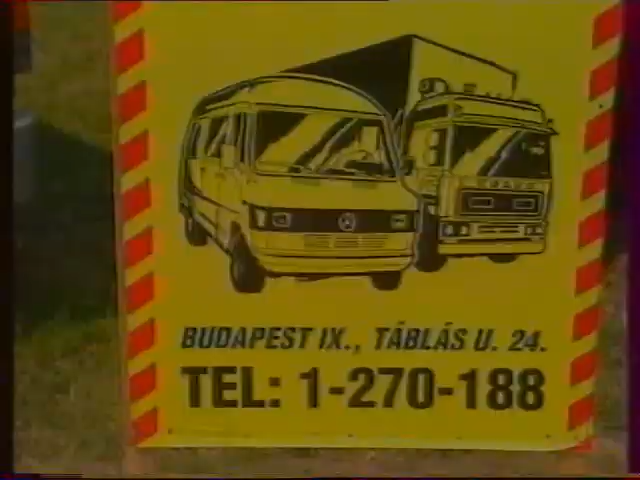 BUDAPEST IX., TÁBLÁS U. 24.
TEL: 1-270-188